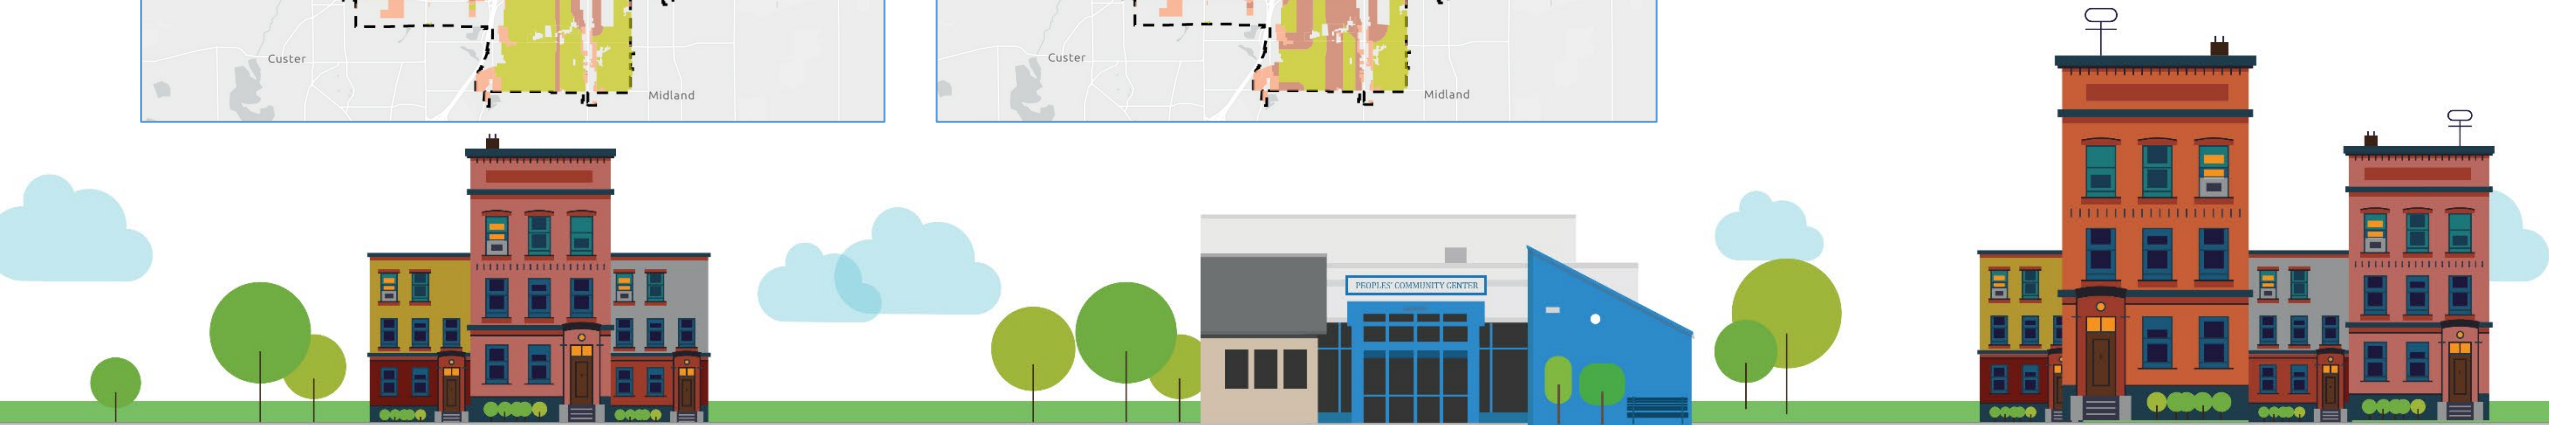 Custer
Midland
Custer
Midland
PEOPLES' COMMUNITY CENTER